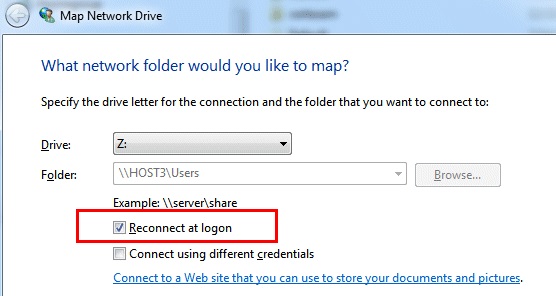 Map Network Drive
What network folder would you like to map?
Specify the drive letter for the connection and the folder that you want to connect to:
Drive: Z:
Folder: \\HOST3\Users Browse...
Example: \\server\share
Reconnect at logon
Connect using different credentials
Connect to a Web site that you can use to store your documents and pictures.